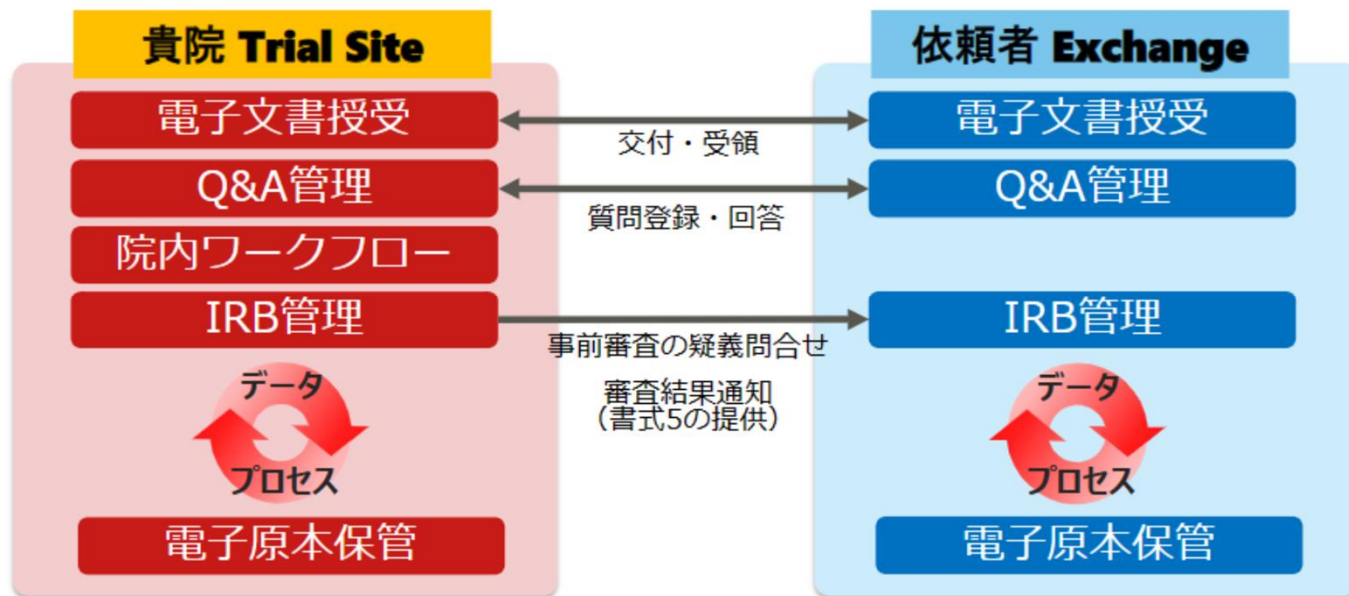 貴院 Trial Site
依頼者 Exchange
電子文書授受
交付・受領
電子文書授受
Q&A管理
質問登録・回答
Q&A管理
院内ワークフロー
IRB管理
事前審査の疑義問合せ
審査結果通知
（書式5の提供）
IRB管理
データ
プロセス
データ
プロセス
電子原本保管
電子原本保管